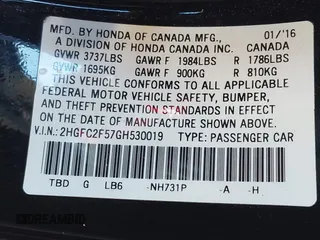 MFD. BY HONDA OF CANADA MFG., 01/'16
A DIVISION OF HONDA CANADA INC. CANADA
GVWR 3737LBS GAWR F 1984LBS R 1786LBS
GVWR 1695KG GAWR F 900KG R 810KG
THIS VEHICLE CONFORMS TO ALL APPLICABLE
FEDERAL MOTOR VEHICLE SAFETY, BUMPER,
AND THEFT PREVENTION STANDARDS IN
EFFECT ON THE DATE OF MANUFACTURE SHOWN ABOVE.
V.I.N.: 2HGFC2F57GH530019 TYPE: PASSENGER CAR
TBD G LB6 -NH731P -A -H
DREAMBID